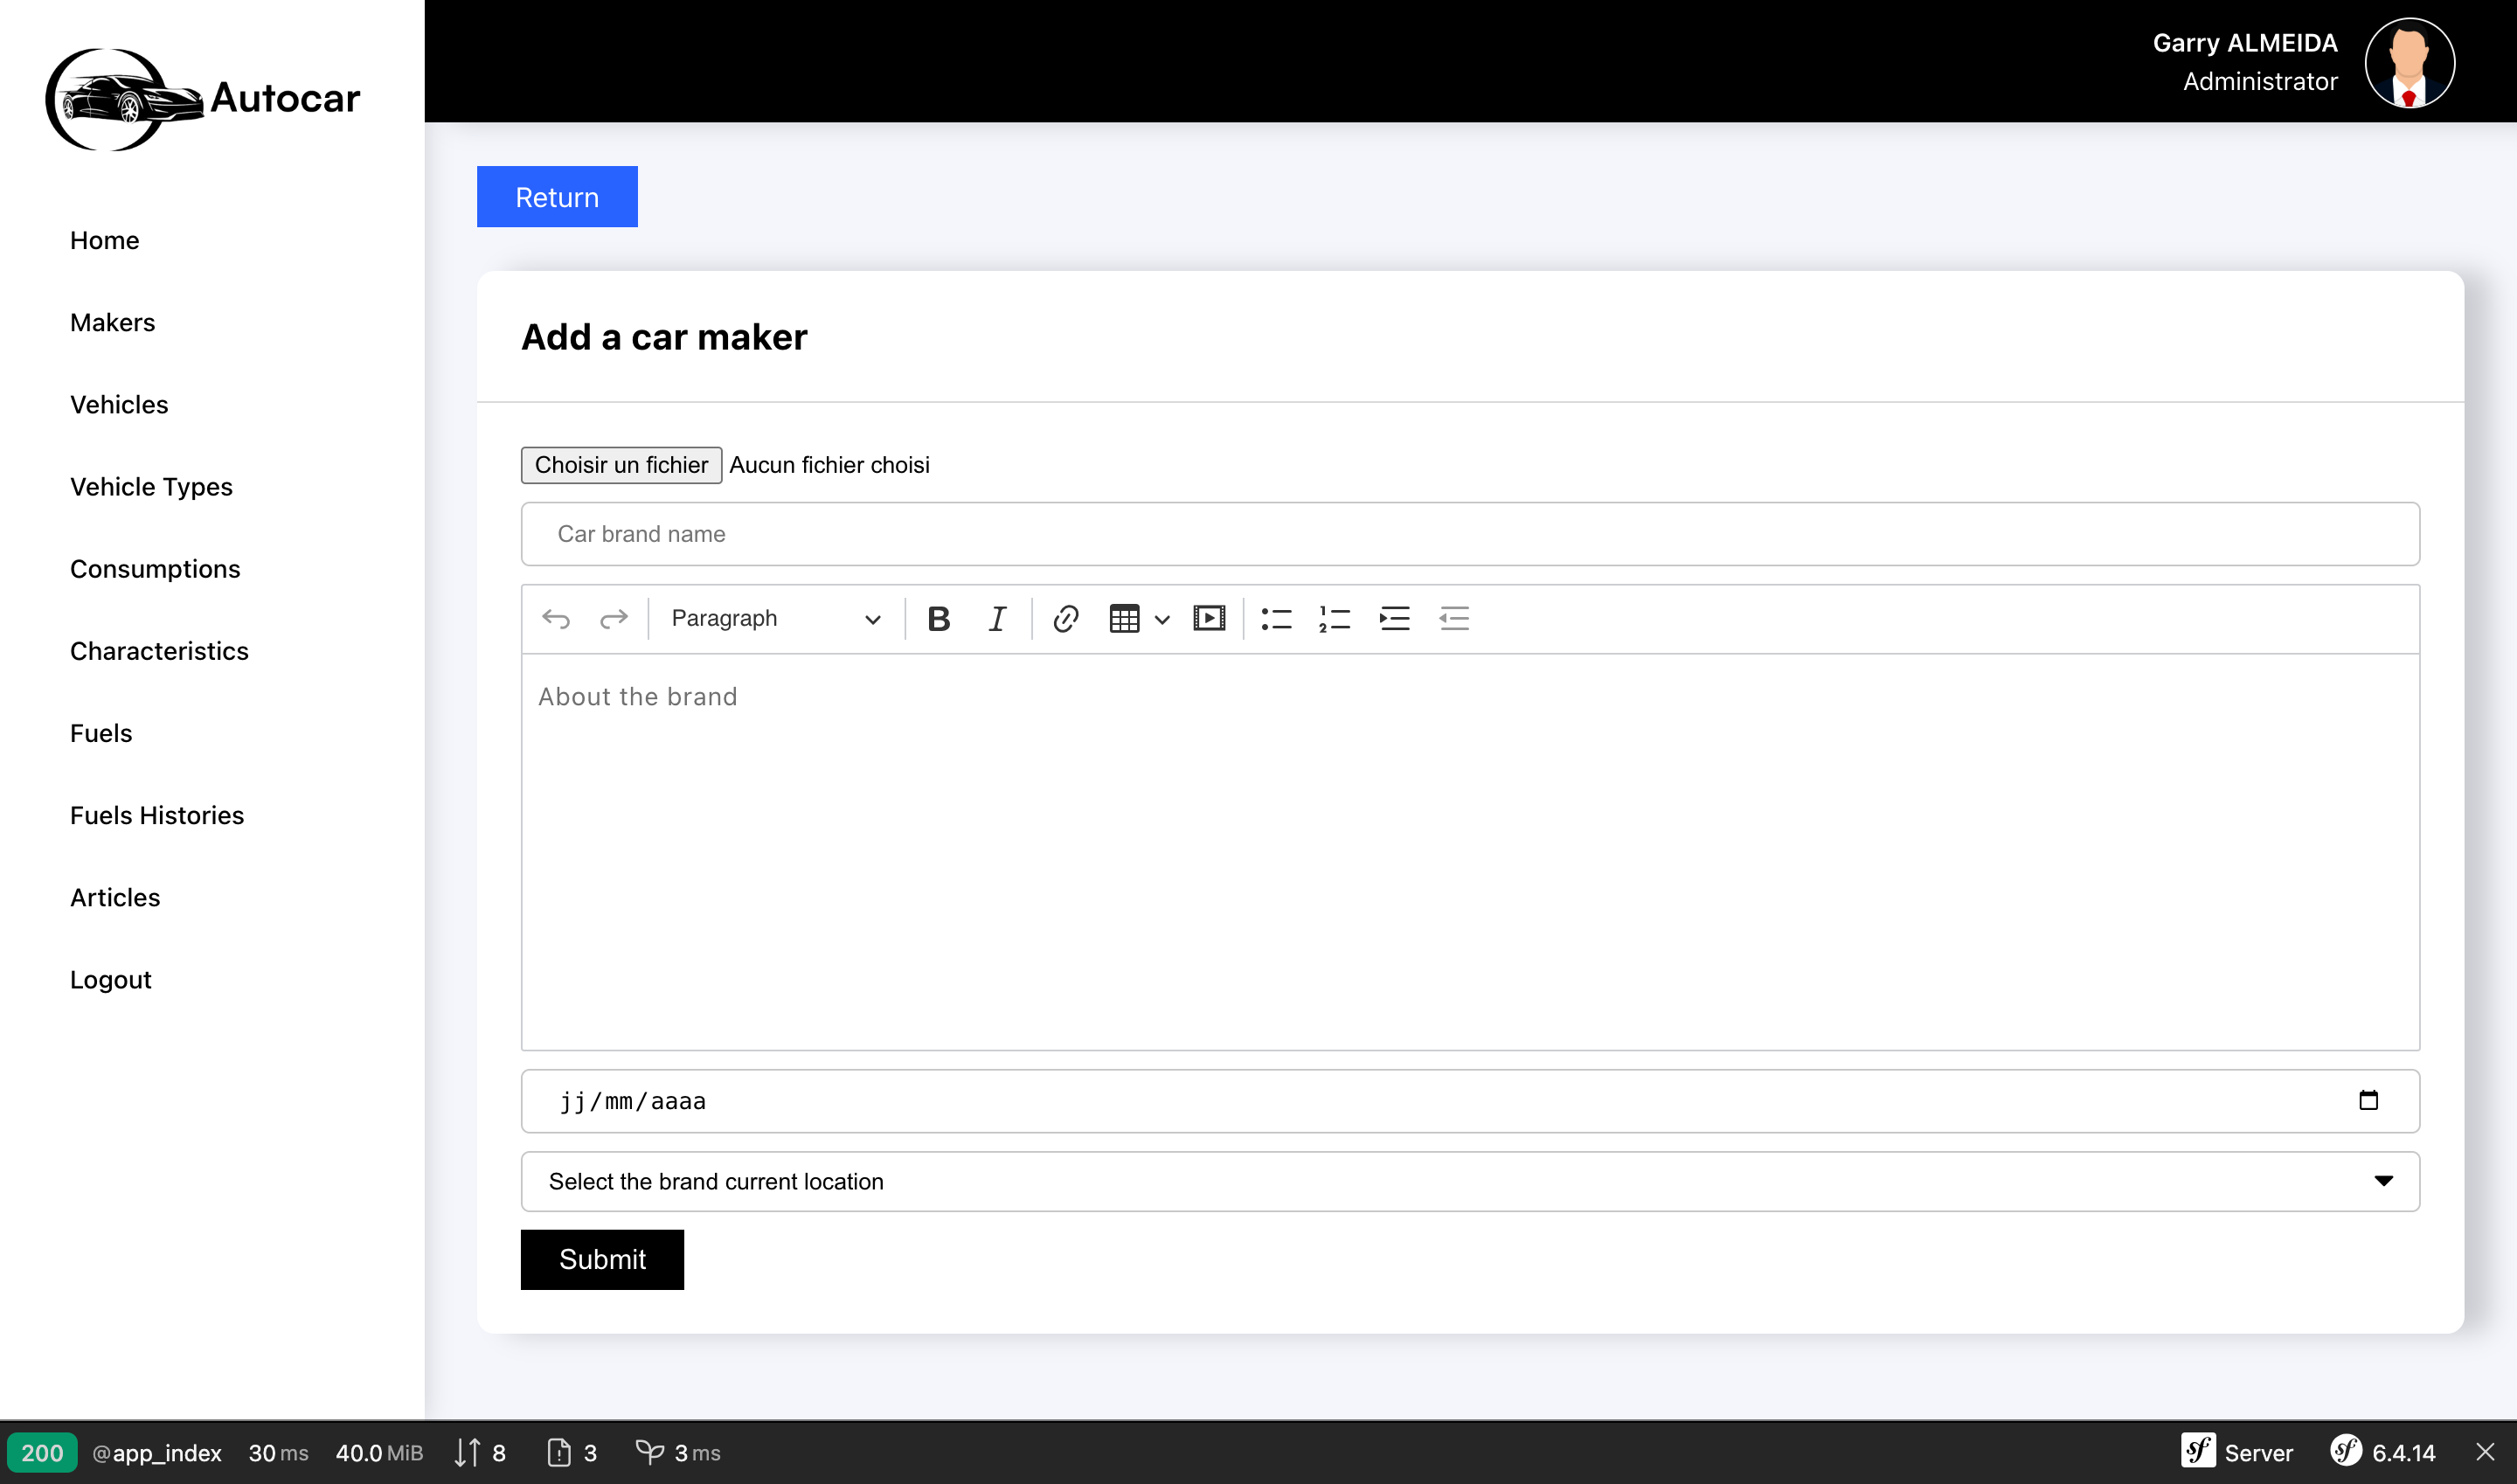 Autocar
Garry ALMEIDA
Administrator
Home
Makers
Vehicles
Vehicle Types
Consumptions
Characteristics
Fuels
Fuels Histories
Articles
Logout
Return
Add a car maker
Choisir un fichier Aucun fichier choisi
Car brand name
Paragraph
About the brand
jj/mm/aaaa
Select the brand current location
Submit
200 @app_index 30 ms 40.0 MiB 8 3 3 ms sf Server sf 6.4.14